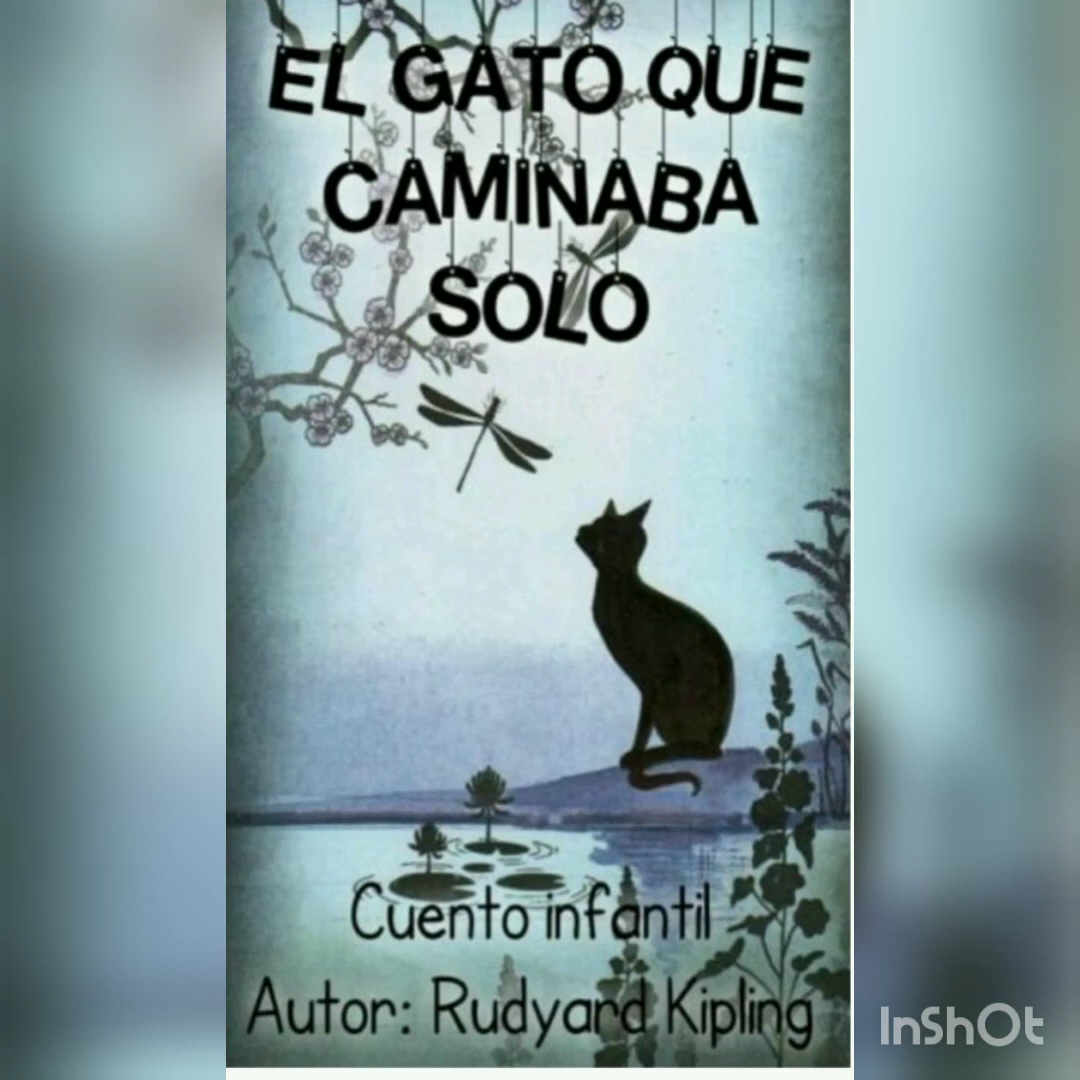 EL GATO QUE
CAMINABA
SOLO
Cuento infantil
Autor: Rudyard Kipling
InShOt